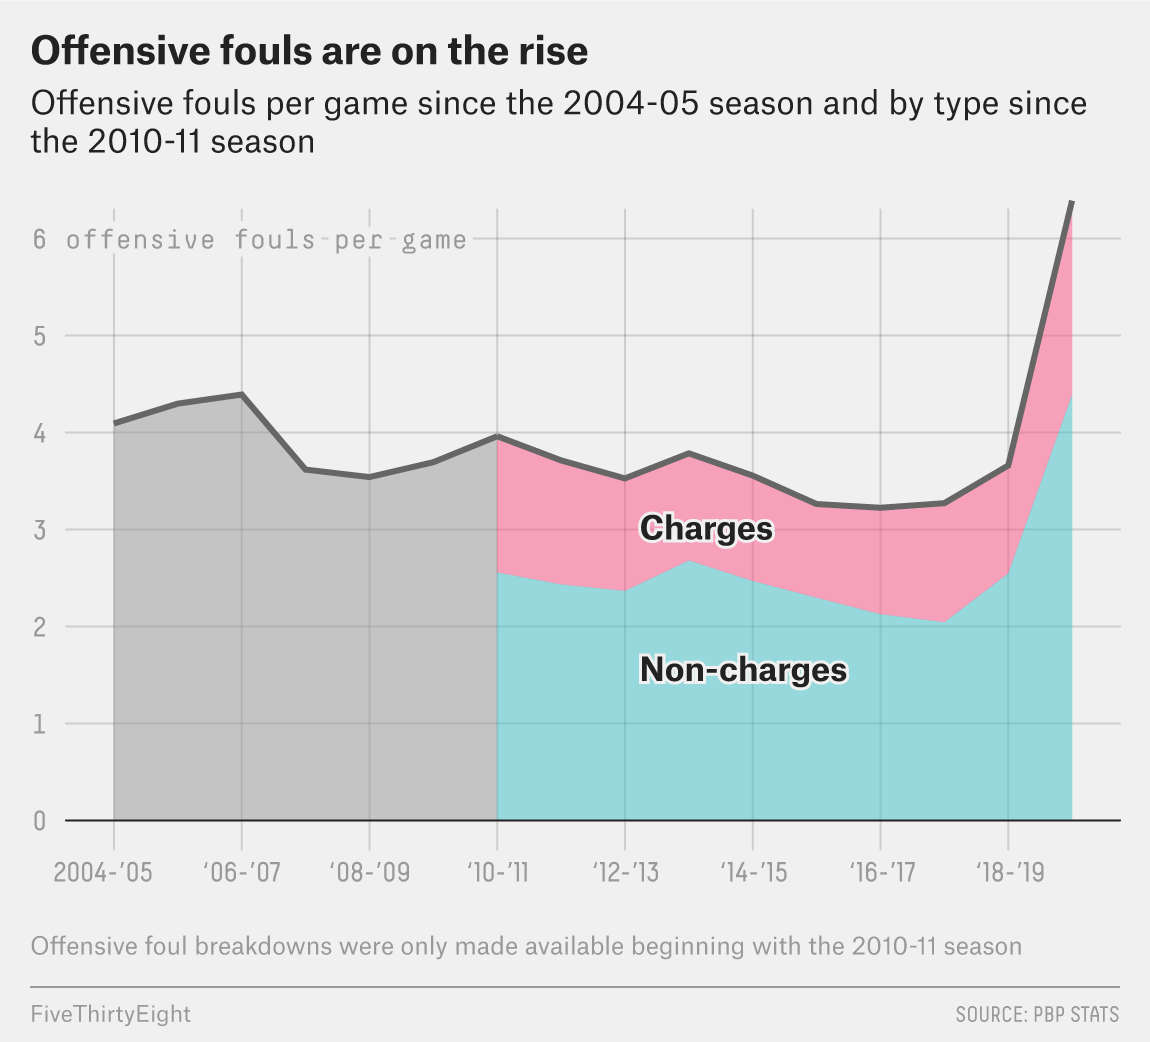 Offensive fouls are on the rise
Offensive fouls per game since the 2004-05 season and by type since
the 2010-11 season
6 offensive fouls per game
5
4
3
Charges
2
Non-charges
1
0
2004-’05 ‘06-’07 ‘08-’09 ‘10-’11 ‘12-’13 ‘14-’15 ‘16-’17 ‘18-’19
Offensive foul breakdowns were only made available beginning with the 2010-11 season
FiveThirtyEight SOURCE: PBP STATS